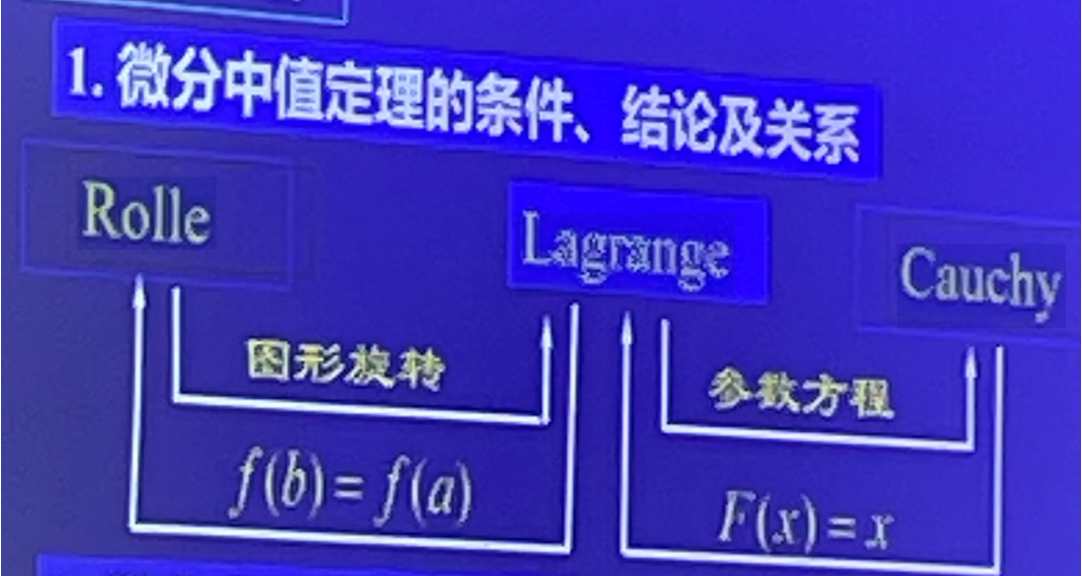 1. 微分中值定理的条件、结论及关系
Rolle
Lagrange
Cauchy
图形旋转
参数方程
f(b) = f(a)
F(x) = x